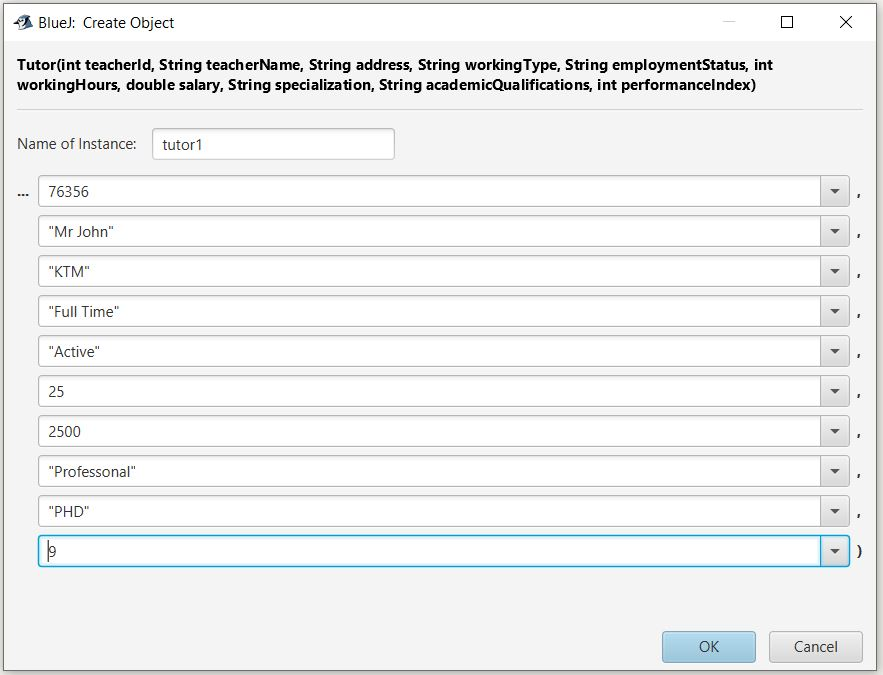 BlueJ: Create Object
Tutor(int teacherId, String teacherName, String address, String workingType, String employmentStatus, int
workingHours, double salary, String specialization, String academicQualifications, int performanceIndex)
Name of Instance: tutor1
... 76356 ,
"Mr John" ,
"KTM" ,
"Full Time" ,
"Active" ,
25 ,
2500 ,
"Professonal" ,
"PHD" ,
9 )
OK Cancel